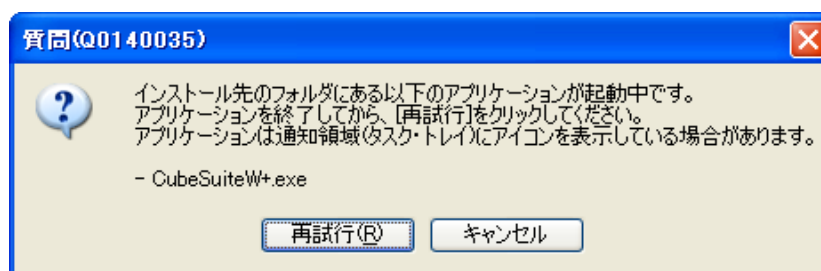 質問(Q0140035)
インストール先のフォルダにある以下のアプリケーションが起動中です。
アプリケーションを終了してから、[再試行]をクリックしてください。
アプリケーションは通知領域(タスク・トレイ)にアイコンを表示している場合があります。
- CubeSuiteW+.exe
再試行(R)
キャンセル